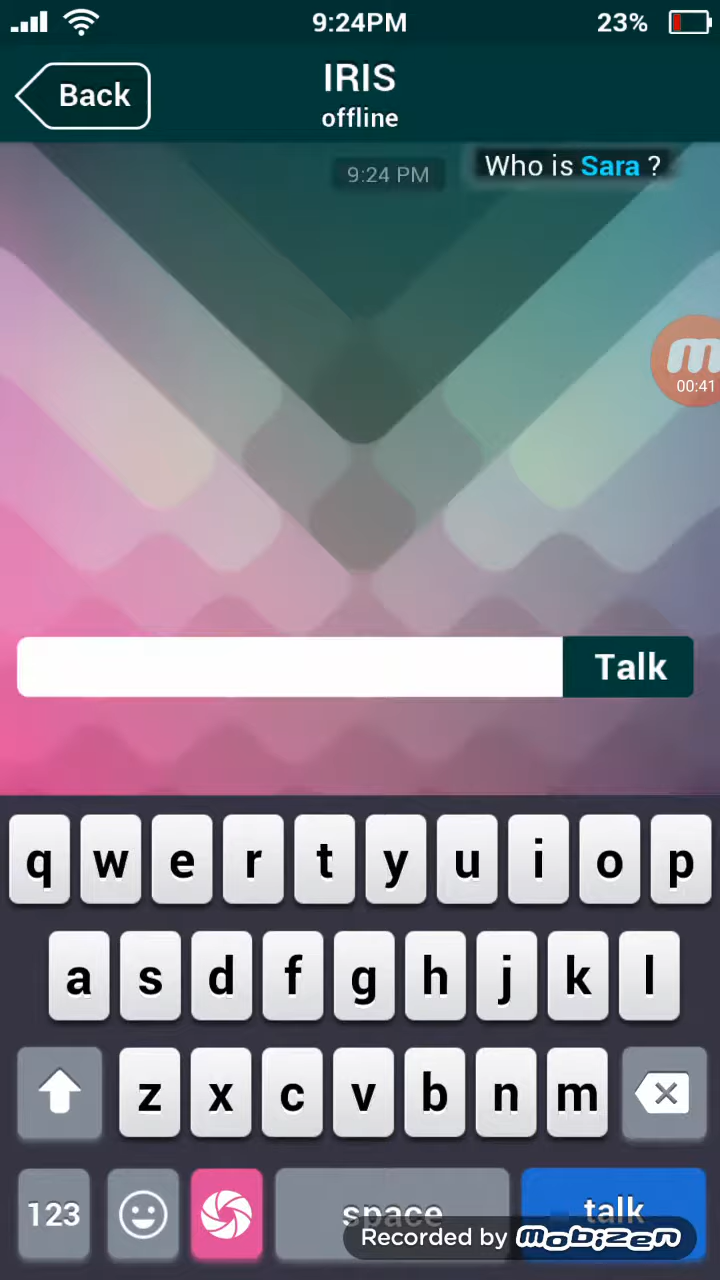 9:24PM
23%
Back
IRIS
offline
9:24 PM
Who is Sara ?
m
00:41
Talk
q w e r t y u i o p
a s d f g h j k l
z x c v b n m
123
space
talk
Recorded by mobizen